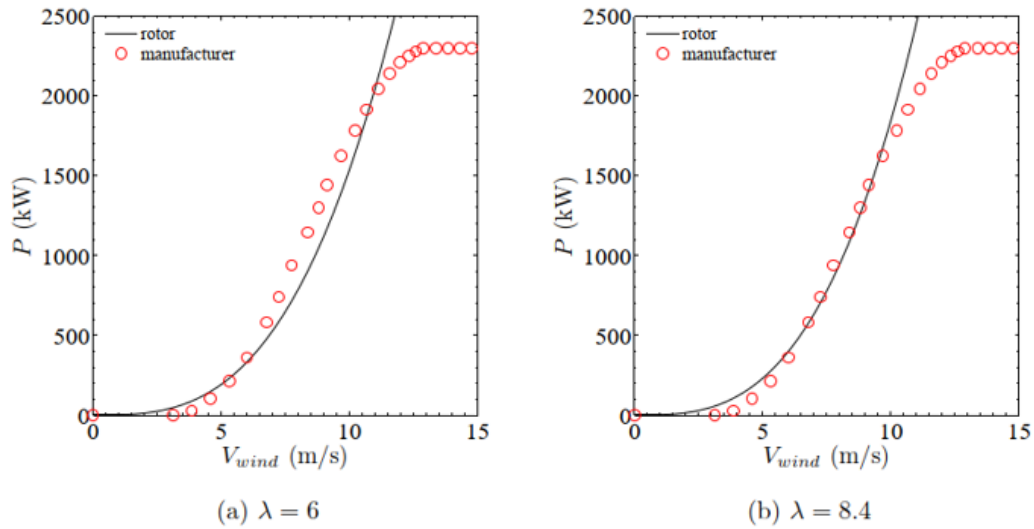 2500
2000
1500
1000
500
0
P (kW)
rotor
manufacturer
0 5 10 15
V_wind (m/s)
(a) λ = 6
2500
2000
1500
1000
500
0
P (kW)
rotor
manufacturer
0 5 10 15
V_wind (m/s)
(b) λ = 8.4